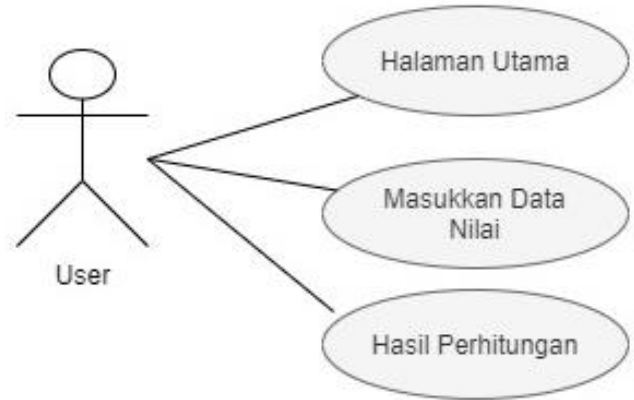 Halaman Utama
Masukkan Data
Nilai
User
Hasil Perhitungan